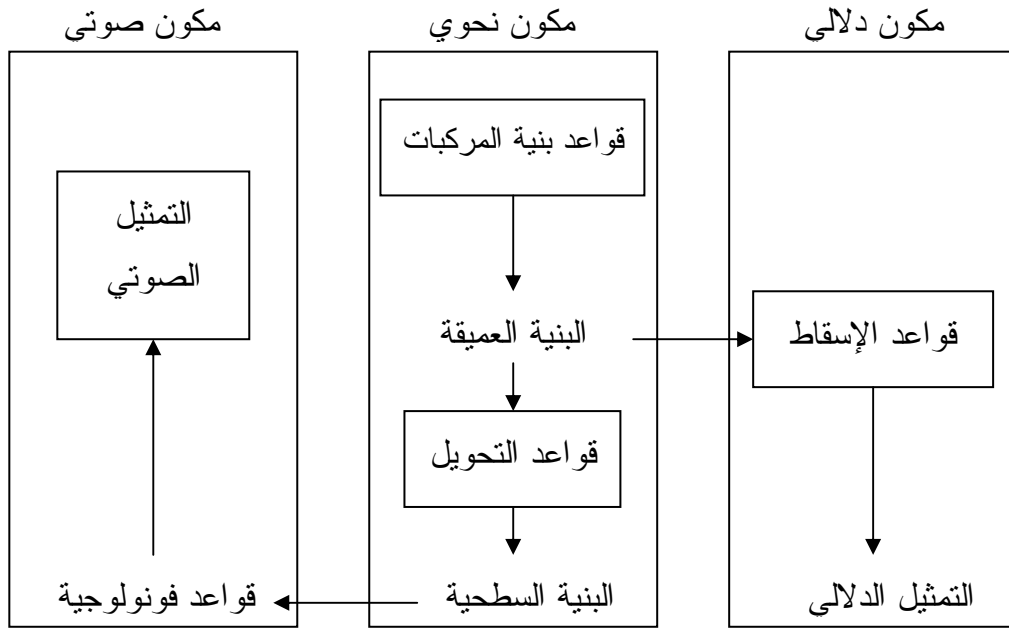 مكون دلالي
مكون نحوي
مكون صوتي
قواعد بنية المركبات
التمثيل
الصوتي
البنية العميقة
قواعد الإسقاط
قواعد التحويل
التمثيل الدلالي
البنية السطحية
قواعد فونولوجية